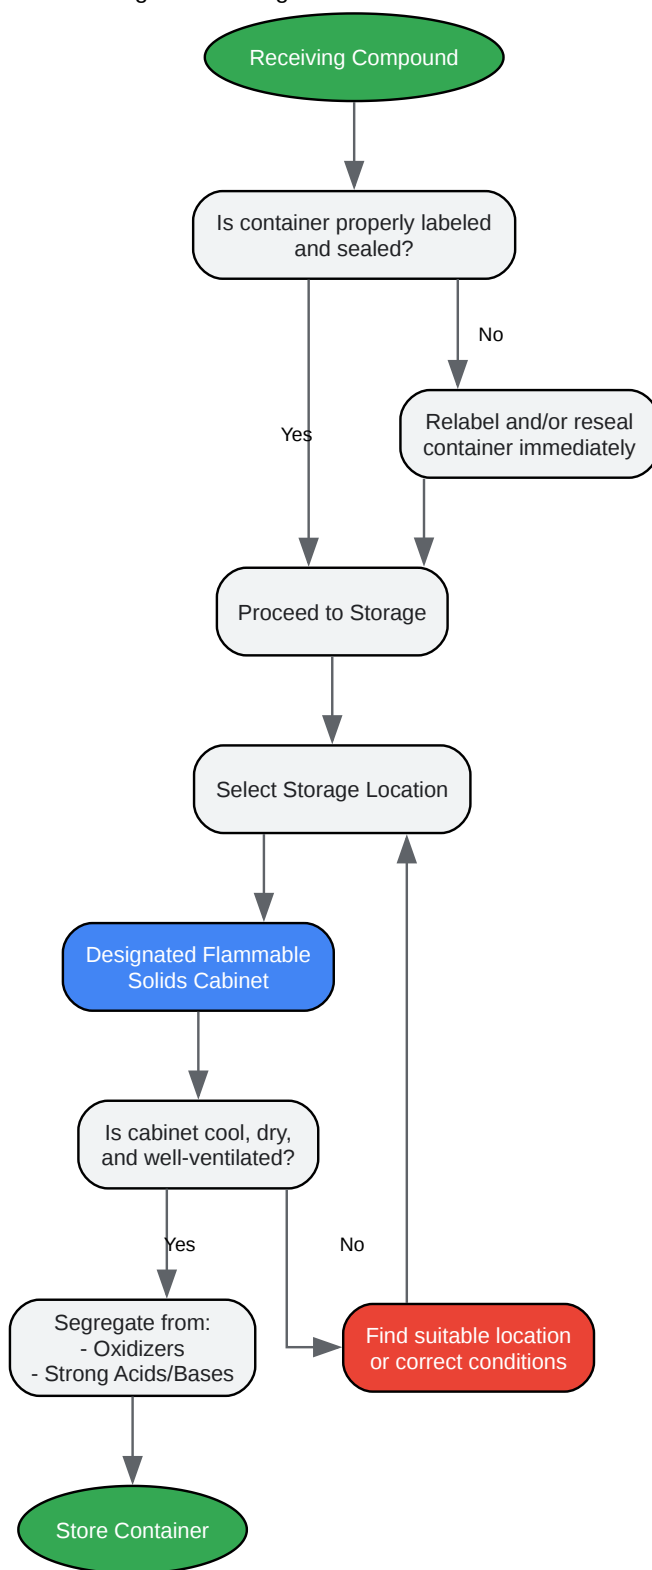 Receiving Compound
Is container properly labeled
and sealed?
No
Relabel and/or reseal
container immediately
Yes
Proceed to Storage
Select Storage Location
Designated Flammable
Solids Cabinet
Is cabinet cool, dry,
and well-ventilated?
Yes
No
Segregate from:
- Oxidizers
- Strong Acids/Bases
Find suitable location
or correct conditions
Store Container